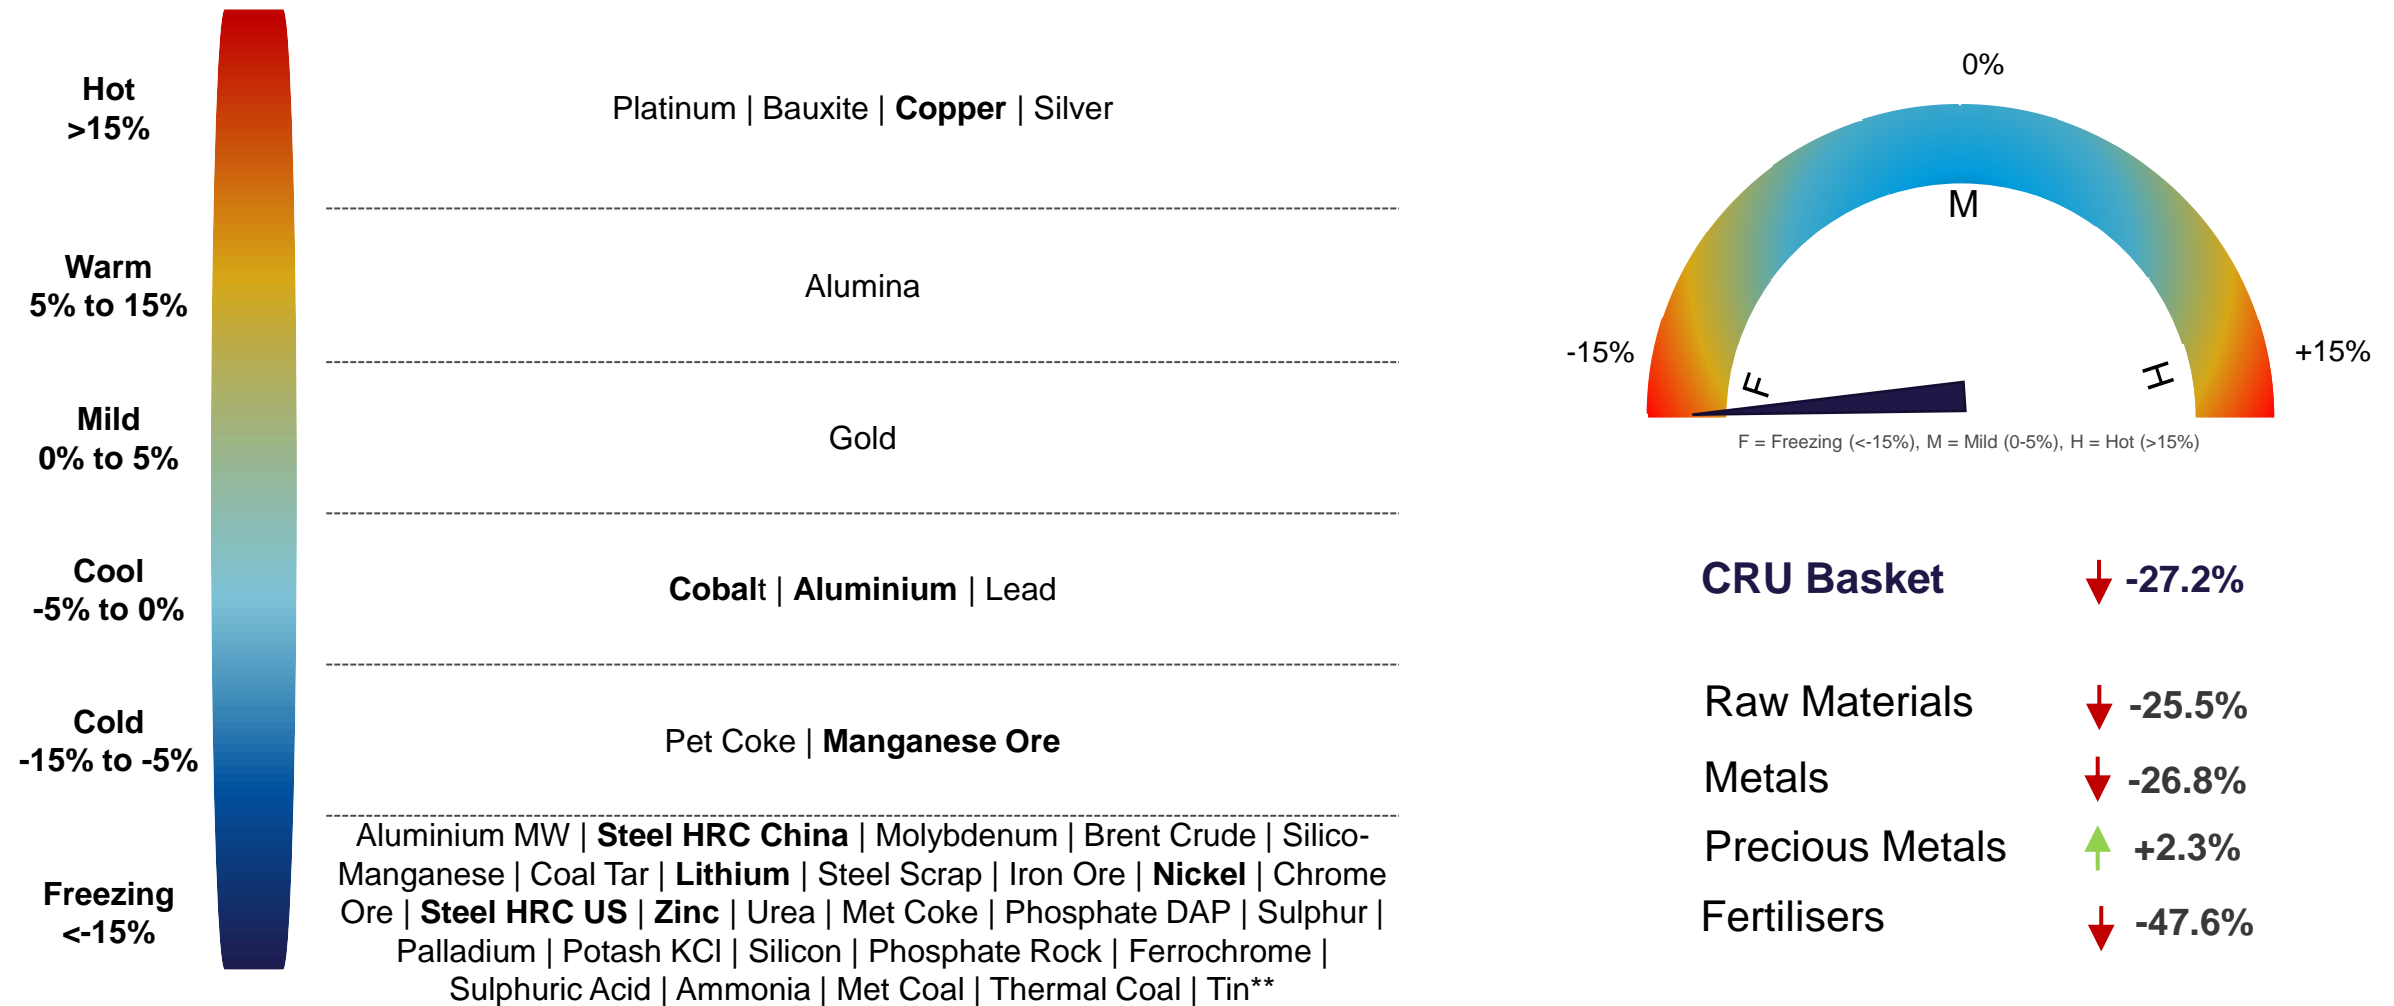 Hot
>15%
Platinum | Bauxite | Copper | Silver
Warm
5% to 15%
Alumina
Mild
0% to 5%
Gold
Cool
-5% to 0%
Cobalt | Aluminium | Lead
Cold
-15% to -5%
Pet Coke | Manganese Ore
Freezing
<-15%
Aluminium MW | Steel HRC China | Molybdenum | Brent Crude | Silico-
Manganese | Coal Tar | Lithium | Steel Scrap | Iron Ore | Nickel | Chrome
Ore | Steel HRC US | Zinc | Urea | Met Coke | Phosphate DAP | Sulphur |
Palladium | Potash KCl | Silicon | Phosphate Rock | Ferrochrome |
Sulphuric Acid | Ammonia | Met Coal | Thermal Coal | Tin**
0%
M
-15%
+15%
F
H
F = Freezing (<-15%), M = Mild (0-5%), H = Hot (>15%)
CRU Basket -27.2%
Raw Materials -25.5%
Metals -26.8%
Precious Metals +2.3%
Fertilisers -47.6%